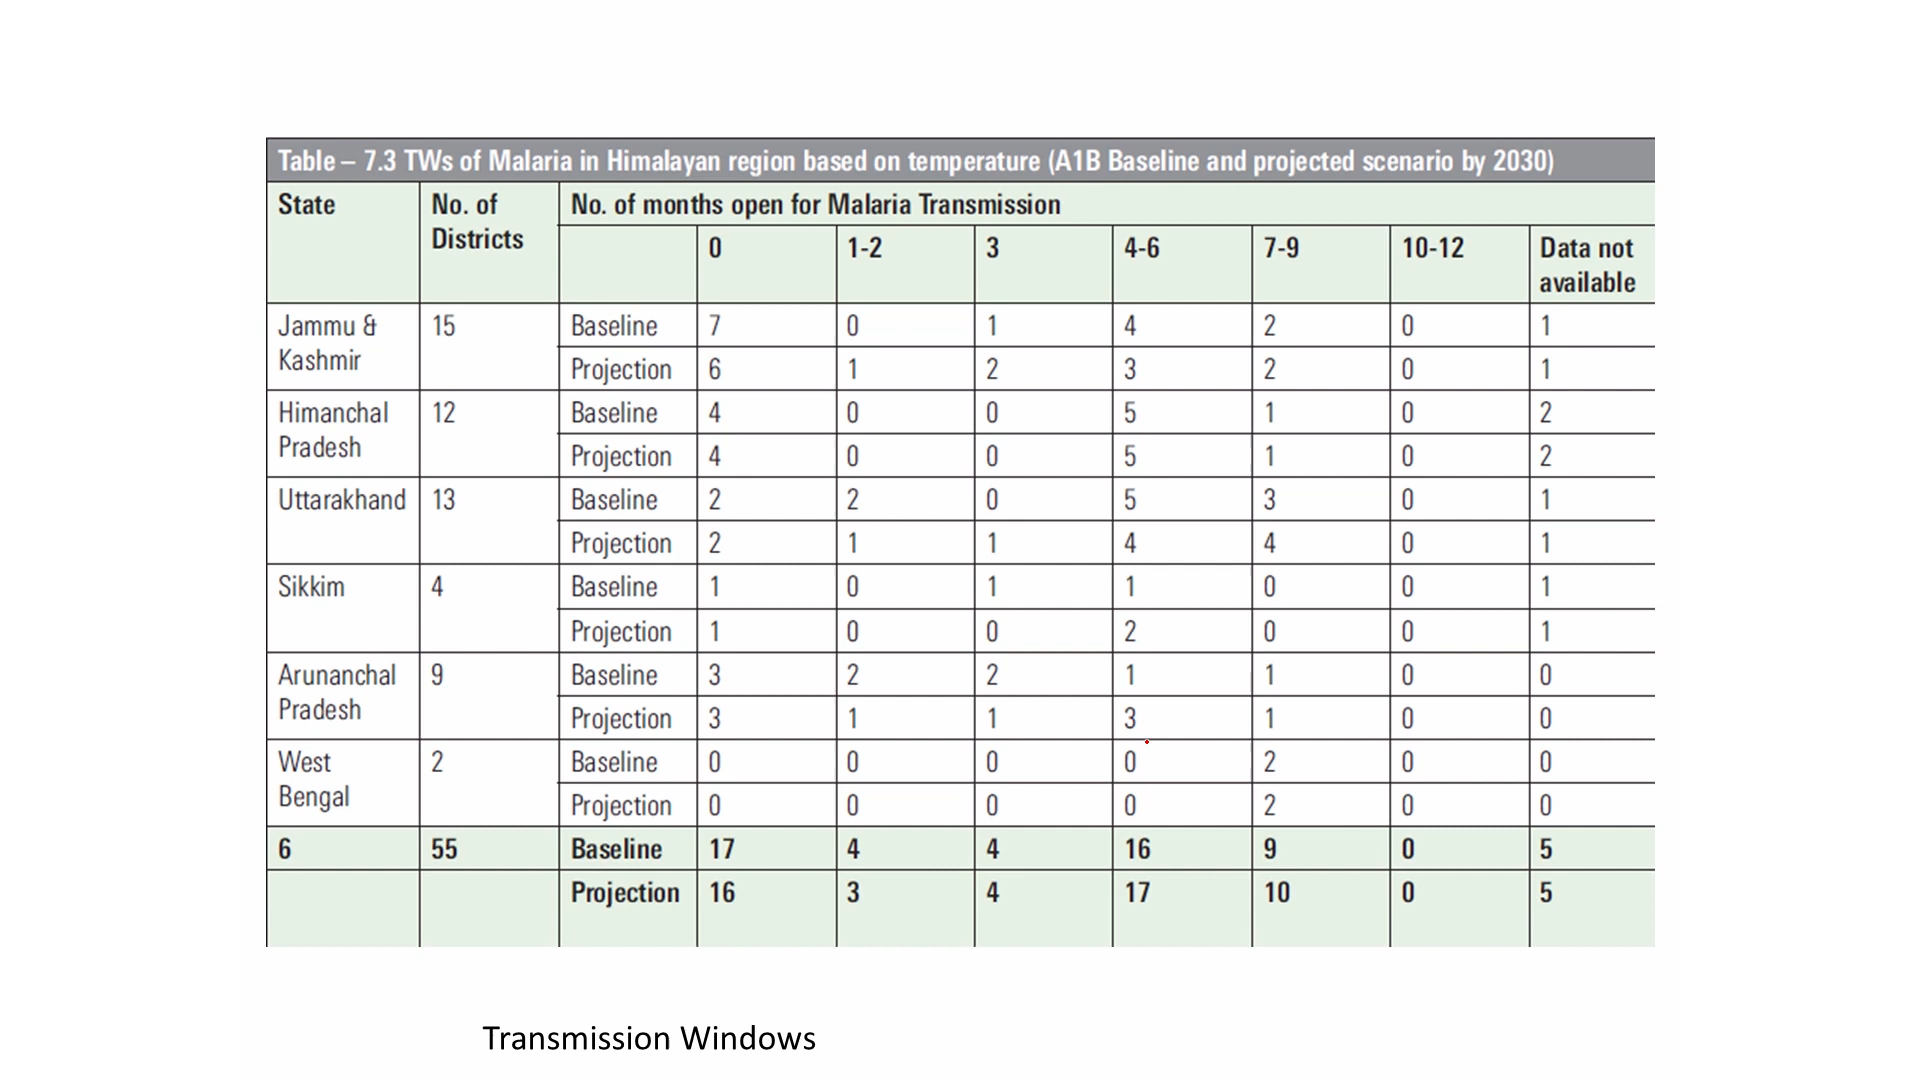 Table – 7.3 TWs of Malaria in Himalayan region based on temperature (A1B Baseline and projected scenario by 2030)
State No. of Districts No. of months open for Malaria Transmission
0 1-2 3 4-6 7-9 10-12 Data not available
Jammu & Kashmir 15 Baseline 7 0 1 4 2 0 1
Projection 6 1 2 3 2 0 1
Himanchal Pradesh 12 Baseline 4 0 0 5 1 0 2
Projection 4 0 0 5 1 0 2
Uttarakhand 13 Baseline 2 2 0 5 3 0 1
Projection 2 1 1 4 4 0 1
Sikkim 4 Baseline 1 0 1 1 0 0 1
Projection 1 0 0 2 0 0 1
Arunanchal Pradesh 9 Baseline 3 2 2 1 1 0 0
Projection 3 1 1 3 1 0 0
West Bengal 2 Baseline 0 0 0 0 2 0 0
Projection 0 0 0 0 2 0 0
6 55 Baseline 17 4 4 16 9 0 5
Projection 16 3 4 17 10 0 5
Transmission Windows